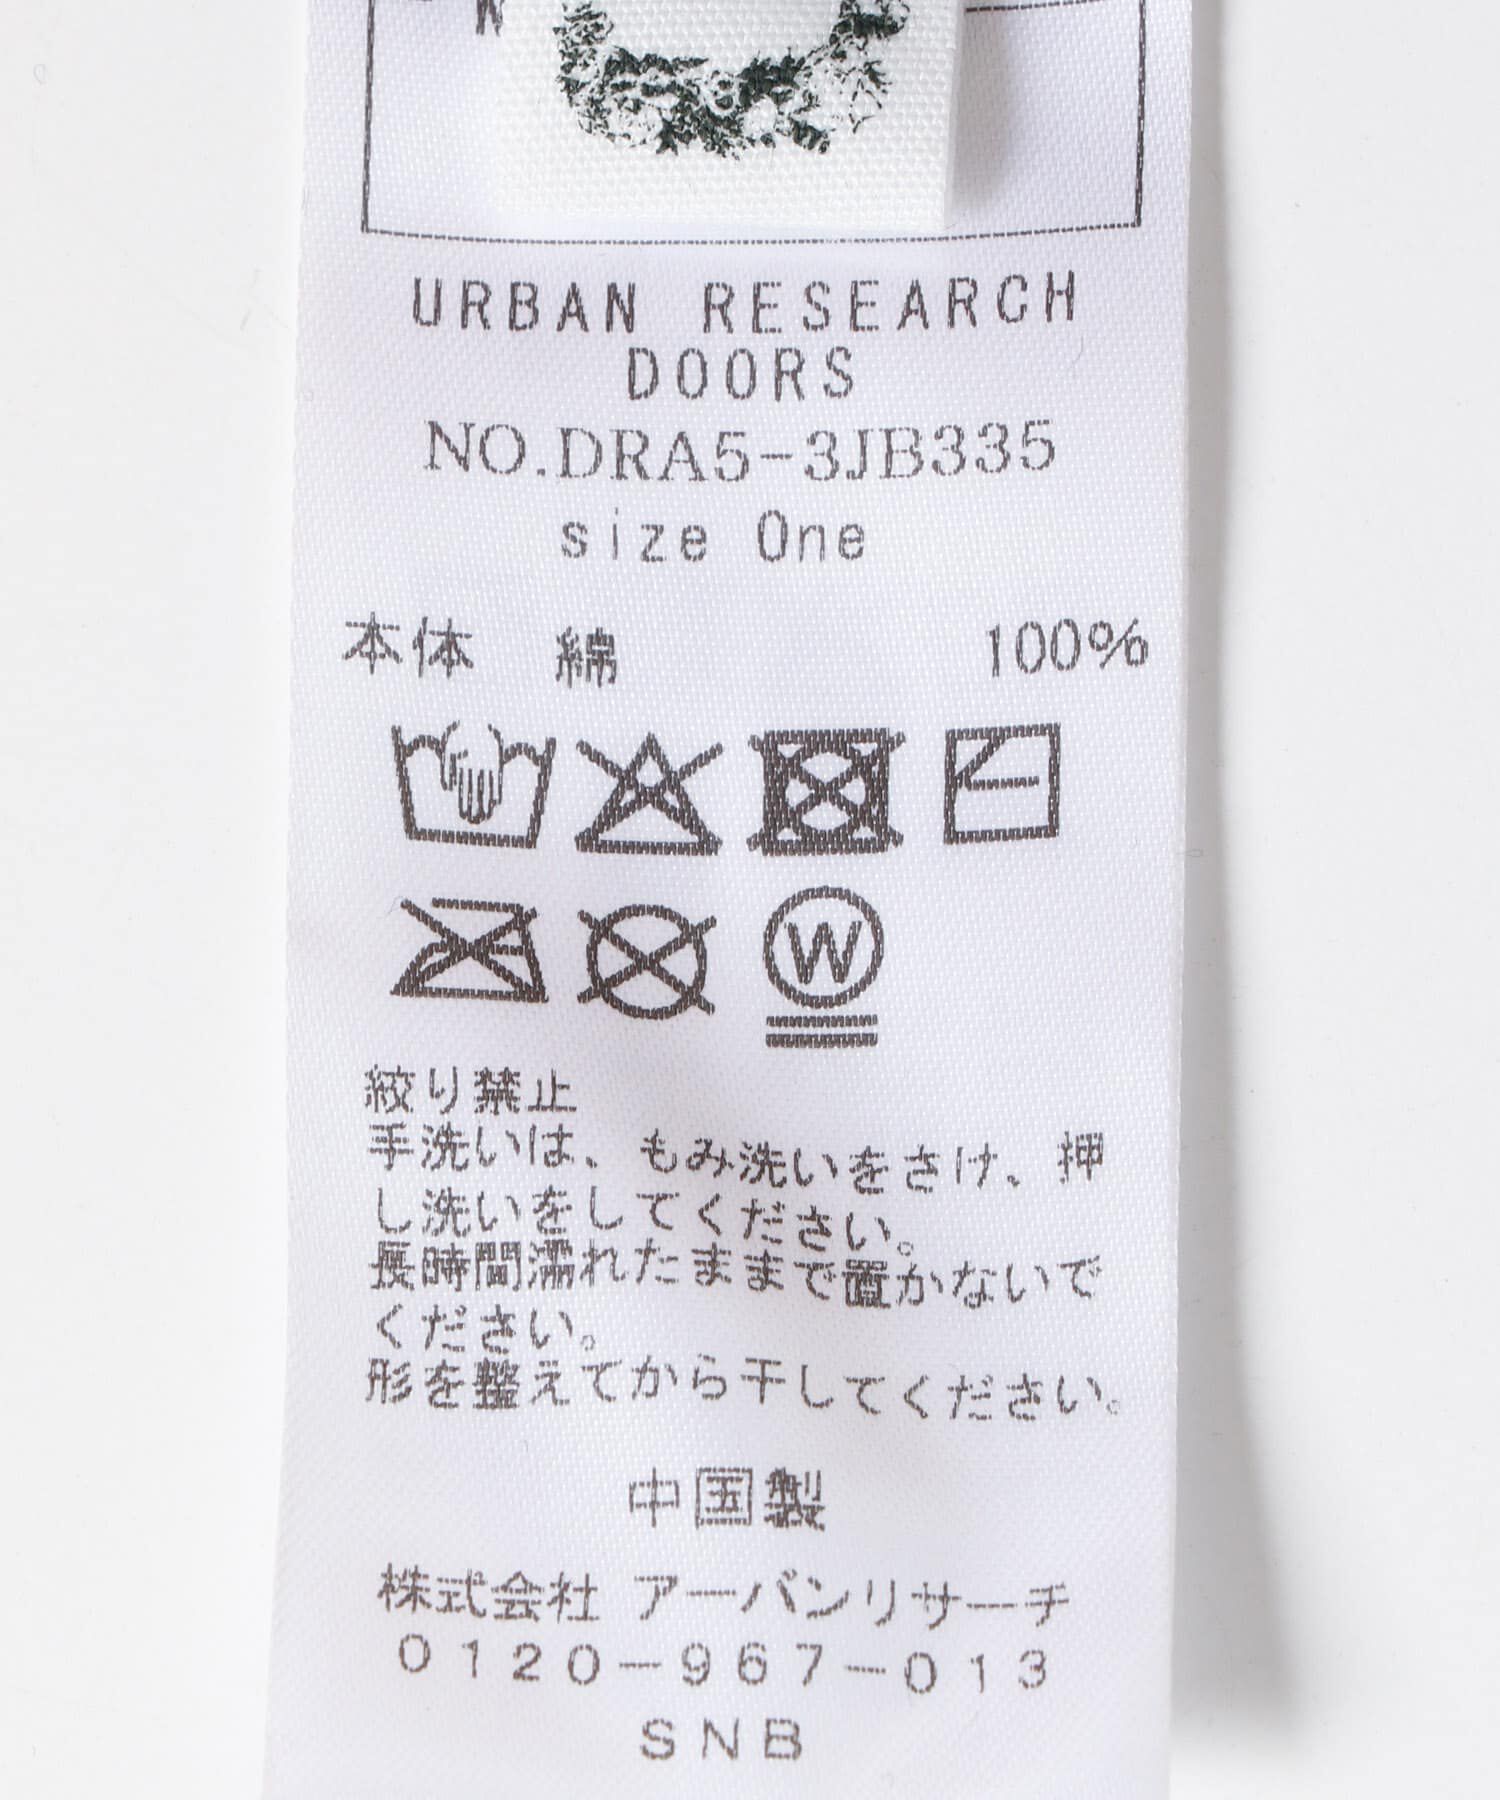 URBAN RESEARCH
DOORS
NO.DRA5-3JB335
size One
本体 綿 100%
W
絞り禁止
手洗いは、もみ洗いをさけ、押
し洗いをしてください。
長時間濡れたままで置かないで
ください。
形を整えてから干してください。
中国製
株式会社 アーバンリサーチ
0120-967-013
SNB